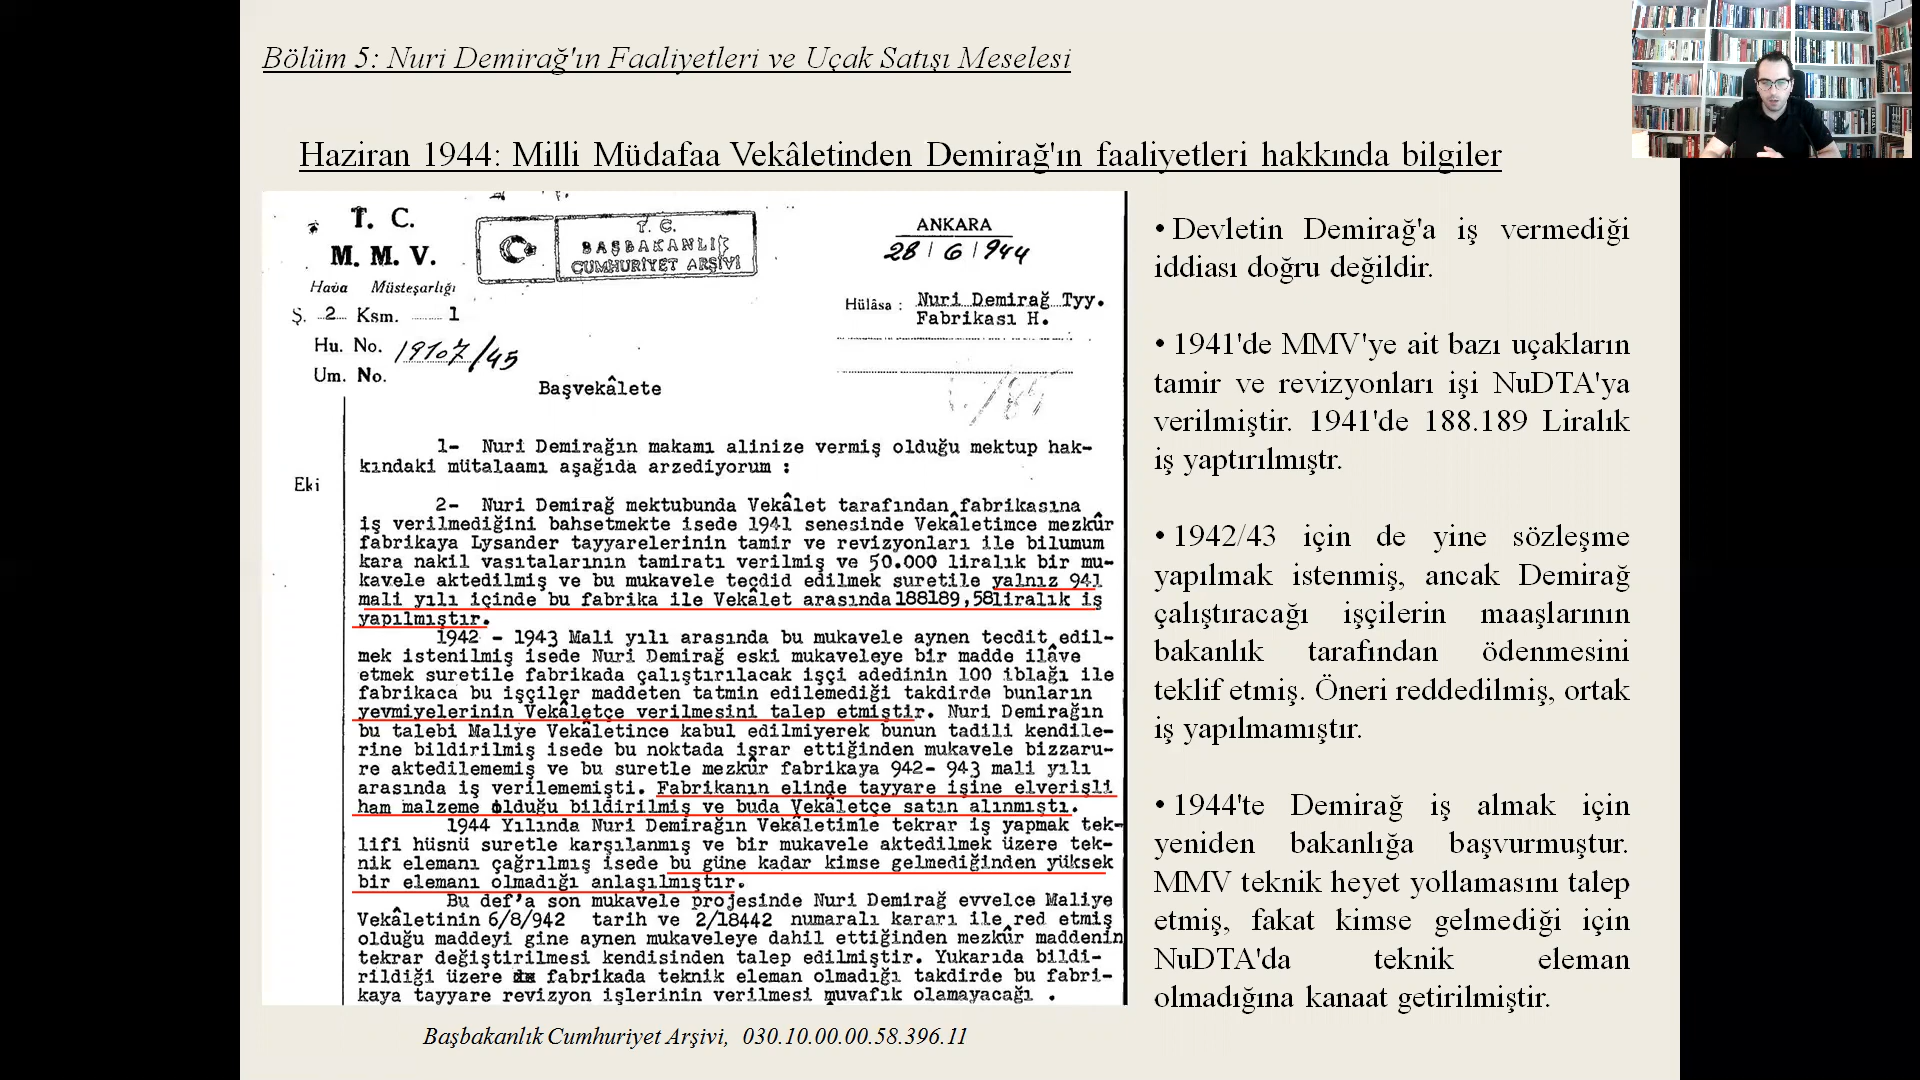 Bölüm 5: Nuri Demirağ'ın Faaliyetleri ve Uçak Satışı Meselesi
Haziran 1944: Milli Müdafaa Vekâletinden Demirağ'ın faaliyetleri hakkında bilgiler
T. C.
M. M. V.
Hava Müsteşarlığı
Ş. 2 Ksm. 1
Hu. No. 19107/45
Um. No.
T. C.
BAŞBAKANLIK
CUMHURİYET ARŞİVİ
ANKARA
28/6/944
Hülâsa : Nuri Demirağ Tyy.
Fabrikası H.
Başvekâlete
Eki
1- Nuri Demirağın makamı alinize vermiş olduğu mektup hak-
kındaki mütalaamı aşağıda arzediyorum :
2- Nuri Demirağ mektubunda Vekâlet tarafından fabrikasına
iş verilmediğini bahsetmekte isede 1941 senesinde Vekâletimce mezkûr
fabrikaya Lysander tayyarelerinin tamir ve revizyonları ile bilumum
kara nakil vasıtalarının tamiratı verilmiş ve 50.000 liralık bir mu-
kavele aktedilmiş ve bu mukavele tecdid edilmek suretile yalnız 941
mali yılı içinde bu fabrika ile Vekâlet arasında 188189,58liralık iş
yapılmıştır.
1942 - 1943 Mali yılı arasında bu mukavele aynen tecdit edil-
mek istenilmiş isede Nuri Demirağ eski mukaveleye bir madde ilâve
etmek suretile fabrikada çalıştırılacak işçi adedinin 100 iblağı ile
fabrikaca bu işçiler maddeten tatmin edilemediği takdirde bunların
yevmiyelerinin Vekâletçe verilmesini talep etmiştir. Nuri Demirağın
bu talebi Maliye Vekâletince kabul edilmiyerek bunun tadili kendile-
rine bildirilmiş isede bu noktada işrar ettiğinden mukavele bizzaru-
re aktedilememiş ve bu suretle mezkûr fabrikaya 942- 943 mali yılı
arasında iş verilememişti. Fabrikanın elinde tayyare işine elverişli
ham malzeme olduğu bildirilmiş ve buda Vekâletçe satın alınmıştı.
1944 Yılında Nuri Demirağın Vekâletimle tekrar iş yapmak tek-
lifi hüsnü suretle karşılanmış ve bir mukavele aktedilmek üzere tek-
nik elemanı çağrılmış isede bu güne kadar kimse gelmediğinden yüksek
bir elemanı olmadığı anlaşılmıştır.
Bu def'a son mukavele projesinde Nuri Demirağ evvelce Maliye
Vekâletinin 6/8/942 tarih ve 2/18442 numaralı kararı ile red etmiş
olduğu maddeyi gine aynen mukaveleye dahil ettiğinden mezkûr maddenin
tekrar değiştirilmesi kendisinden talep edilmiştir. Yukarıda bildi-
rildiği üzere fabrikada teknik eleman olmadığı takdirde bu fabri-
kaya tayyare revizyon işlerinin verilmesi muvafık olamayacağı .
Başbakanlık Cumhuriyet Arşivi, 030.10.00.00.58.396.11
• Devletin Demirağ'a iş vermediği
iddiası doğru değildir.
• 1941'de MMV'ye ait bazı uçakların
tamir ve revizyonları işi NuDTA'ya
verilmiştir. 1941'de 188.189 Liralık
iş yaptırılmıştr.
• 1942/43 için de yine sözleşme
yapılmak istenmiş, ancak Demirağ
çalıştıracağı işçilerin maaşlarının
bakanlık tarafından ödenmesini
teklif etmiş. Öneri reddedilmiş, ortak
iş yapılmamıştır.
• 1944'te Demirağ iş almak için
yeniden bakanlığa başvurmuştur.
MMV teknik heyet yollamasını talep
etmiş, fakat kimse gelmediği için
NuDTA'da teknik eleman
olmadığına kanaat getirilmiştir.